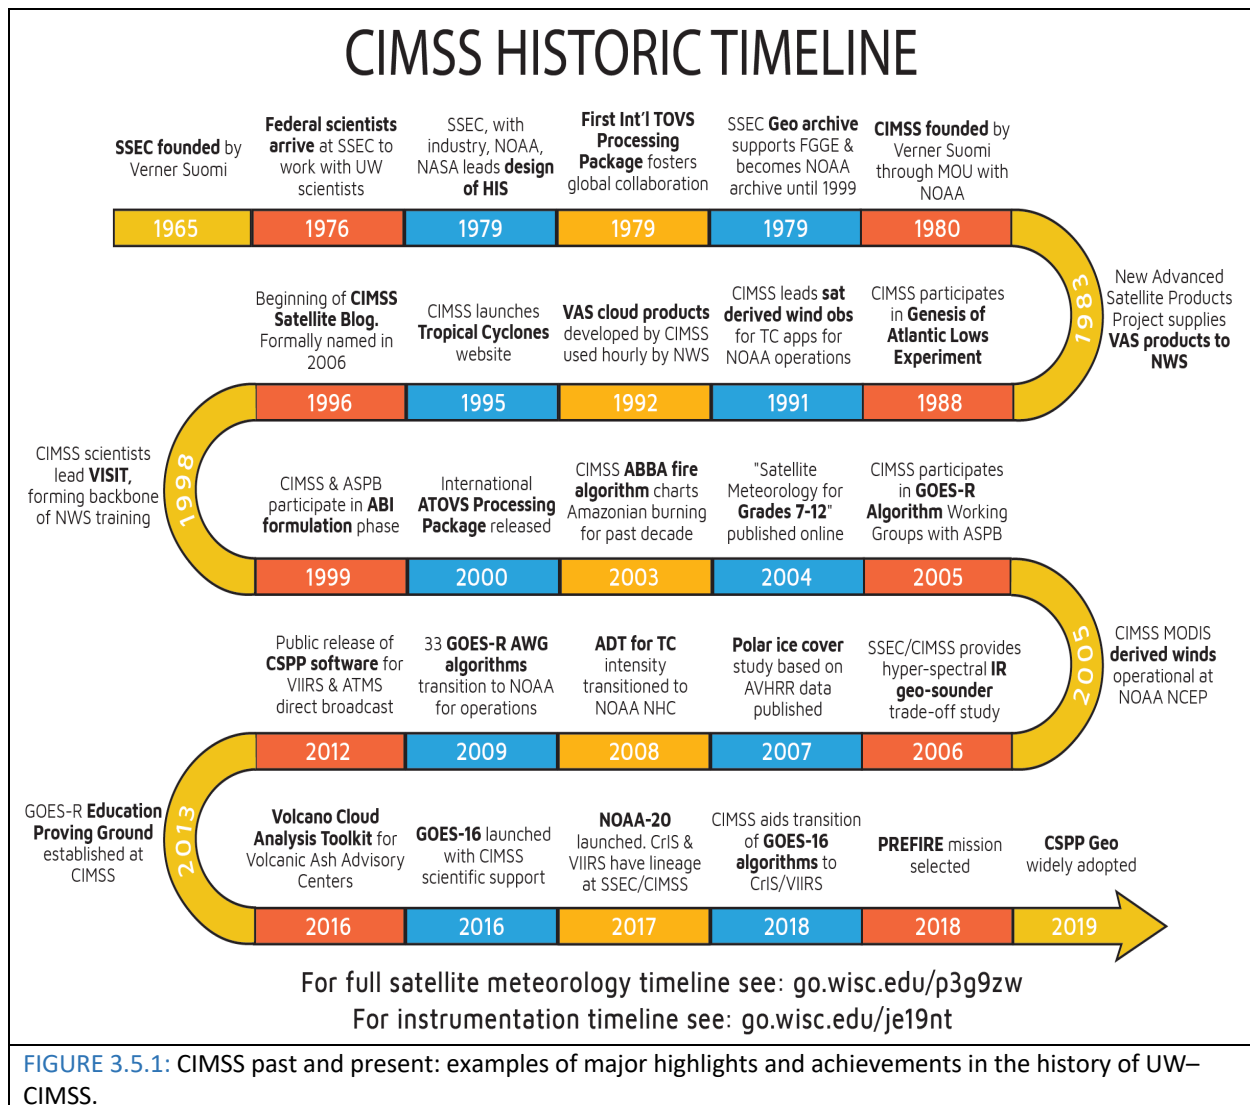 CIMSS HISTORIC TIMELINE
SSEC founded by
Verner Suomi
1965
Federal scientists
arrive at SSEC to
work with UW
scientists
1976
SSEC, with
industry, NOAA,
NASA leads design
of HIS
1979
First Int'l TOVS
Processing
Package fosters
global collaboration
1979
SSEC Geo archive
supports FGGE &
becomes NOAA
archive until 1999
1979
CIMSS founded by
Verner Suomi
through MOU with
NOAA
1980
1983
New Advanced
Satellite Products
Project supplies
VAS products to
NWS
CIMSS participates
in Genesis of
Atlantic Lows
Experiment
1988
CIMSS leads sat
derived wind obs
for TC apps for
NOAA operations
1991
VAS cloud products
developed by CIMSS
used hourly by NWS
1992
CIMSS launches
Tropical Cyclones
website
1995
Beginning of CIMSS
Satellite Blog.
Formally named in
2006
1996
CIMSS scientists
lead VISIT,
forming backbone
of NWS training
1998
CIMSS & ASPB
participate in ABI
formulation phase
1999
International
ATOVS Processing
Package released
2000
CIMSS ABBA fire
algorithm charts
Amazonian burning
for past decade
2003
"Satellite
Meteorology for
Grades 7-12"
published online
2004
CIMSS participates
in GOES-R
Algorithm Working
Groups with ASPB
2005
2005
CIMSS MODIS
derived winds
operational at
NOAA NCEP
SSEC/CIMSS provides
hyper-spectral IR
geo-sounder
trade-off study
2006
Polar ice cover
study based on
AVHRR data
published
2007
ADT for TC
intensity
transitioned to
NOAA NHC
2008
33 GOES-R AWG
algorithms
transition to NOAA
for operations
2009
Public release of
CSPP software for
VIIRS & ATMS
direct broadcast
2012
GOES-R Education
Proving Ground
established at
CIMSS
2013
Volcano Cloud
Analysis Toolkit for
Volcanic Ash Advisory
Centers
2016
GOES-16 launched
with CIMSS
scientific support
2016
NOAA-20
launched. CrIS &
VIIRS have lineage
at SSEC/CIMSS
2017
CIMSS aids transition
of GOES-16
algorithms to
CrIS/VIIRS
2018
PREFIRE mission
selected
2018
CSPP Geo
widely adopted
2019
For full satellite meteorology timeline see: go.wisc.edu/p3g9zw
For instrumentation timeline see: go.wisc.edu/je19nt
FIGURE 3.5.1: CIMSS past and present: examples of major highlights and achievements in the history of UW–
CIMSS.